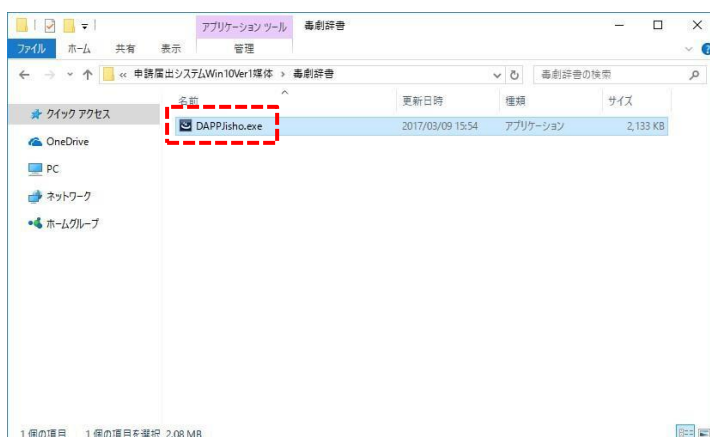 アプリケーション ツール 毒劇辞書
ファイル ホーム 共有 表示 管理
« 申請届出システムWin10Ver1媒体 › 毒劇辞書 毒劇辞書の検索
名前 更新日時 種類 サイズ
クイック アクセス
DAPPJisho.exe 2017/03/09 15:54 アプリケーション 2,133 KB
OneDrive
PC
ネットワーク
ホームグループ
1 個の項目 1 個の項目を選択 2.08 MB